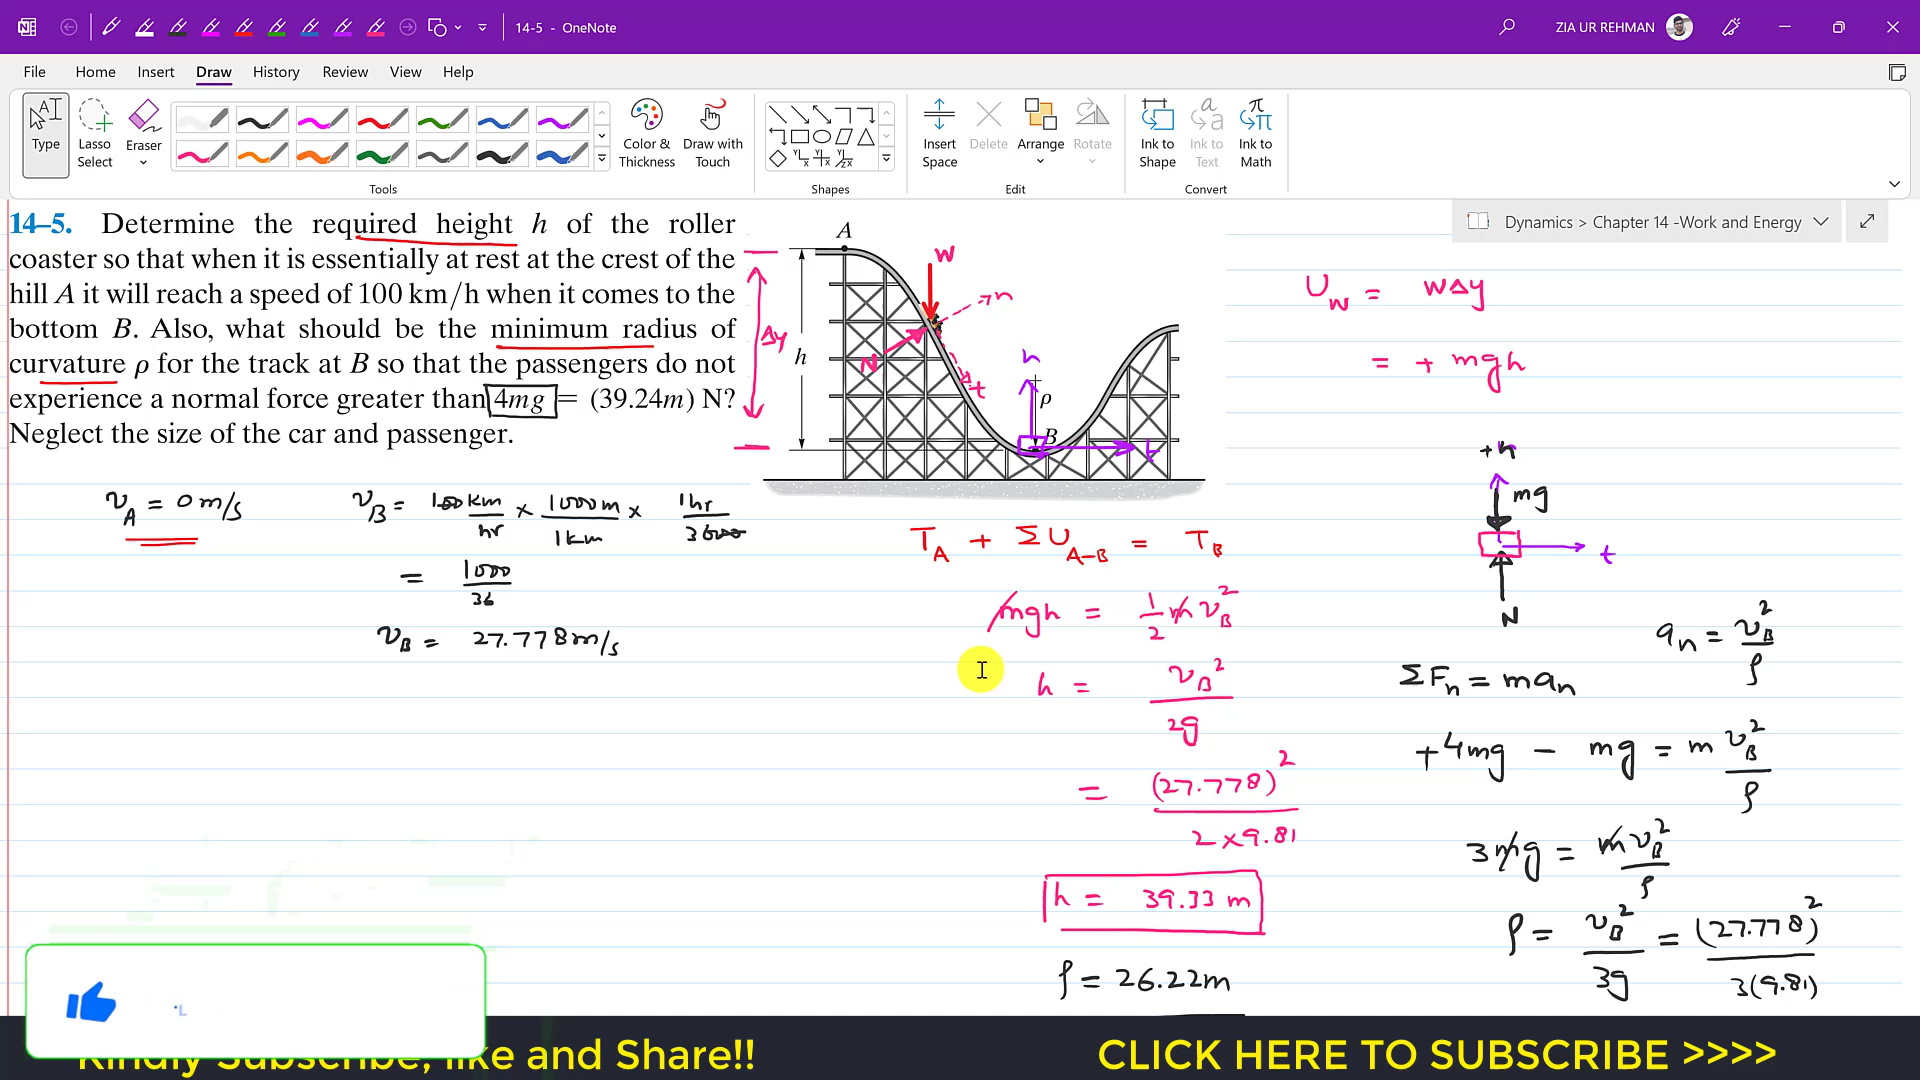 14-5 - OneNote
ZIA UR REHMAN
File Home Insert Draw History Review View Help
Type
Lasso Select
Eraser
Color & Thickness
Draw with Touch
Insert Space
Delete
Arrange
Rotate
Ink to Shape
Ink to Text
Ink to Math
Tools
Shapes
Edit
Convert
Dynamics > Chapter 14 -Work and Energy
14–5. Determine the required height h of the roller
coaster so that when it is essentially at rest at the crest of the
hill A it will reach a speed of 100 km/h when it comes to the
bottom B. Also, what should be the minimum radius of
curvature ρ for the track at B so that the passengers do not
experience a normal force greater than 4mg = (39.24m) N?
Neglect the size of the car and passenger.
A
W
n
Δy
h
N
t
n
ρ
B
t
U_W = WΔy
= + mgh
+n
mg
t
N
v_A = 0 m/s
v_B = 100 km/hr × 1000m/1km × 1hr/3600
= 1000/36
v_B = 27.778 m/s
T_A + ΣU_A-B = T_B
mgh = 1/2 m v_B^2
h = v_B^2/2g
= (27.778)^2/2 × 9.81
h = 39.33 m
ρ = 26.22m
a_n = v_B^2/ρ
ΣF_n = ma_n
+4mg - mg = m v_B^2/ρ
3mg = m v_B^2/ρ
ρ = v_B^2/3g = (27.778)^2/3(9.81)
Kindly Subscribe, like and Share!!
CLICK HERE TO SUBSCRIBE >>>>